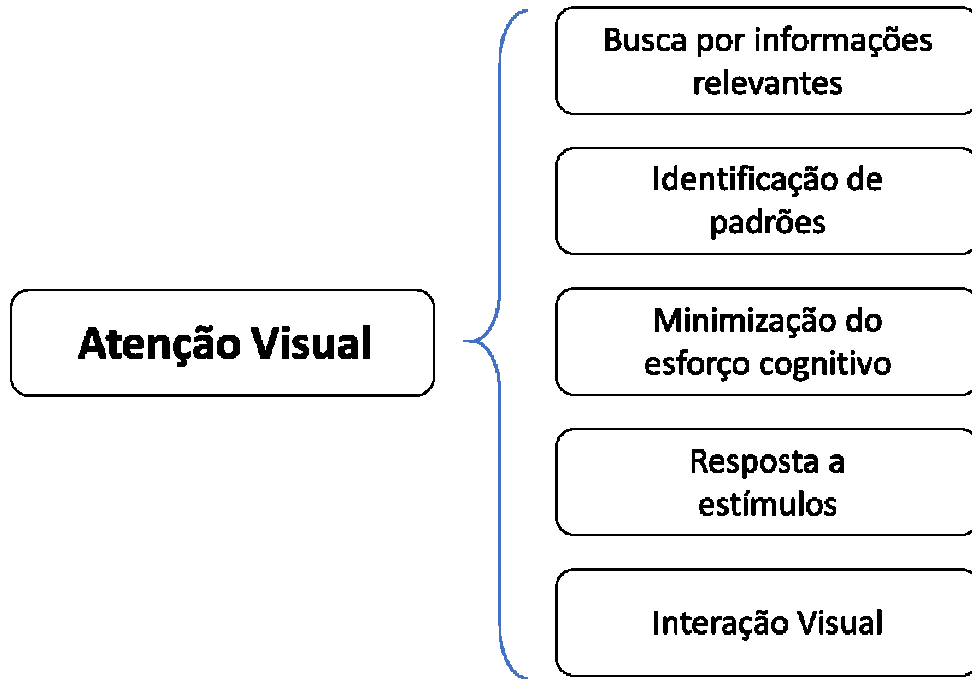 Atenção Visual
Busca por informações
relevantes
Identificação de
padrões
Minimização do
esforço cognitivo
Resposta a
estímulos
Interação Visual